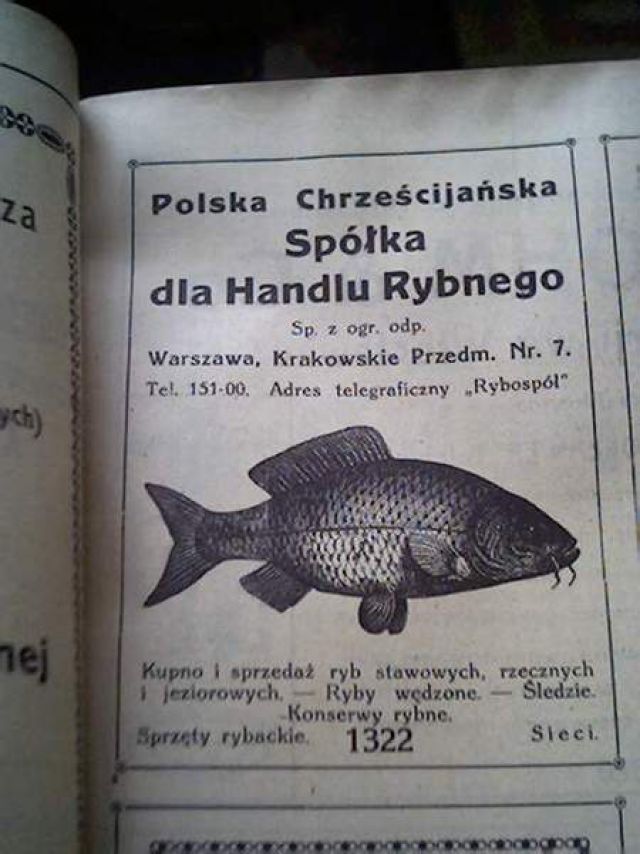 za
ych)
nej
Polska Chrześcijańska
Spółka
dla Handlu Rybnego
Sp. z ogr. odp.
Warszawa, Krakowskie Przedm. Nr. 7.
Tel. 151-00. Adres telegraficzny „Rybospół"
Kupno i sprzedaż ryb stawowych, rzecznych
i jeziorowych. — Ryby wędzone. — Śledzie.
-Konserwy rybne.
Sprzęty rybackie. 1322 Sieci.